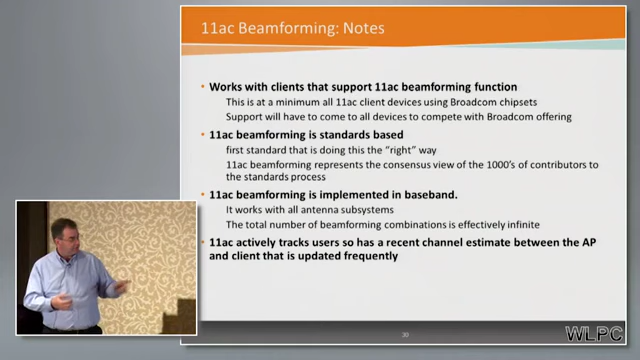 11ac Beamforming: Notes
• Works with clients that support 11ac beamforming function
This is at a minimum all 11ac client devices using Broadcom chipsets
Support will have to come to all devices to compete with Broadcom offering
• 11ac beamforming is standards based
first standard that is doing this the "right" way
11ac beamforming represents the consensus view of the 1000's of contributors to
the standards process
• 11ac beamforming is implemented in baseband.
It works with all antenna subsystems
The total number of beamforming combinations is effectively infinite
• 11ac actively tracks users so has a recent channel estimate between the AP
and client that is updated frequently
30
WLPC